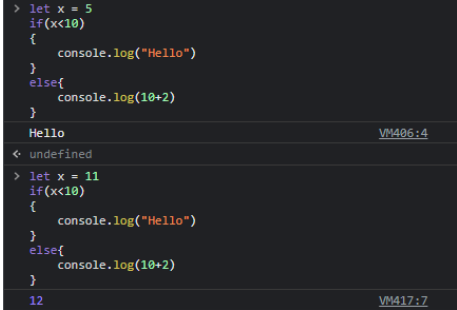 > let x = 5
if(x<10)
{
    console.log("Hello")
}
else{
    console.log(10+2)
}
Hello VM406:4
undefined
> let x = 11
if(x<10)
{
    console.log("Hello")
}
else{
    console.log(10+2)
}
12 VM417:7